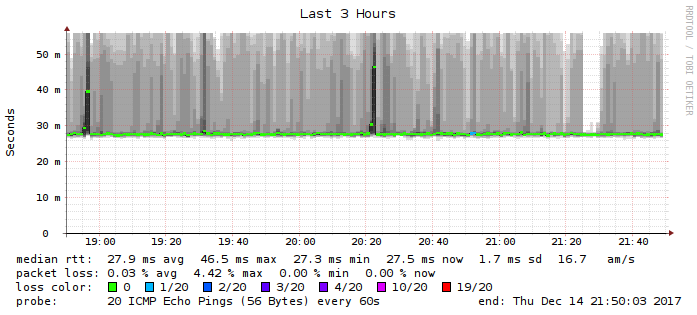 Last 3 Hours
RRDTOOL / TOBI OETIKER
Seconds
50 m
40 m
30 m
20 m
10 m
0
19:00 19:20 19:40 20:00 20:20 20:40 21:00 21:20 21:40
median rtt: 27.9 ms avg 46.5 ms max 27.3 ms min 27.5 ms now 1.7 ms sd 16.7 am/s
packet loss: 0.03 % avg 4.42 % max 0.00 % min 0.00 % now
loss color: 0 1/20 2/20 3/20 4/20 10/20 19/20
probe: 20 ICMP Echo Pings (56 Bytes) every 60s end: Thu Dec 14 21:50:03 2017